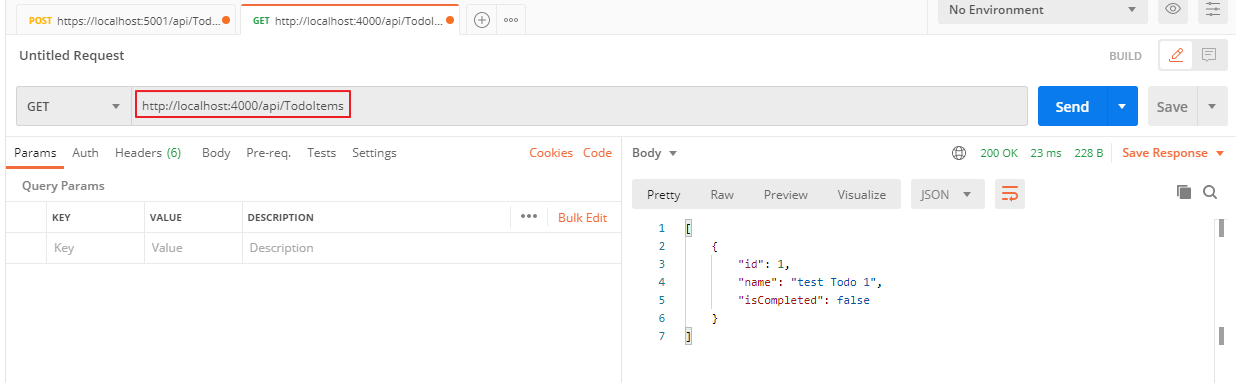 POST https://localhost:5001/api/Tod...
GET http://localhost:4000/api/TodoI...
No Environment
Untitled Request
BUILD
GET
http://localhost:4000/api/TodoItems
Send
Save
Params Auth Headers (6) Body Pre-req. Tests Settings Cookies Code
Query Params
KEY VALUE DESCRIPTION ••• Bulk Edit
Key Value Description
Body 200 OK 23 ms 228 B Save Response
Pretty Raw Preview Visualize JSON
1 [
2 {
3 "id": 1,
4 "name": "test Todo 1",
5 "isCompleted": false
6 }
7 ]